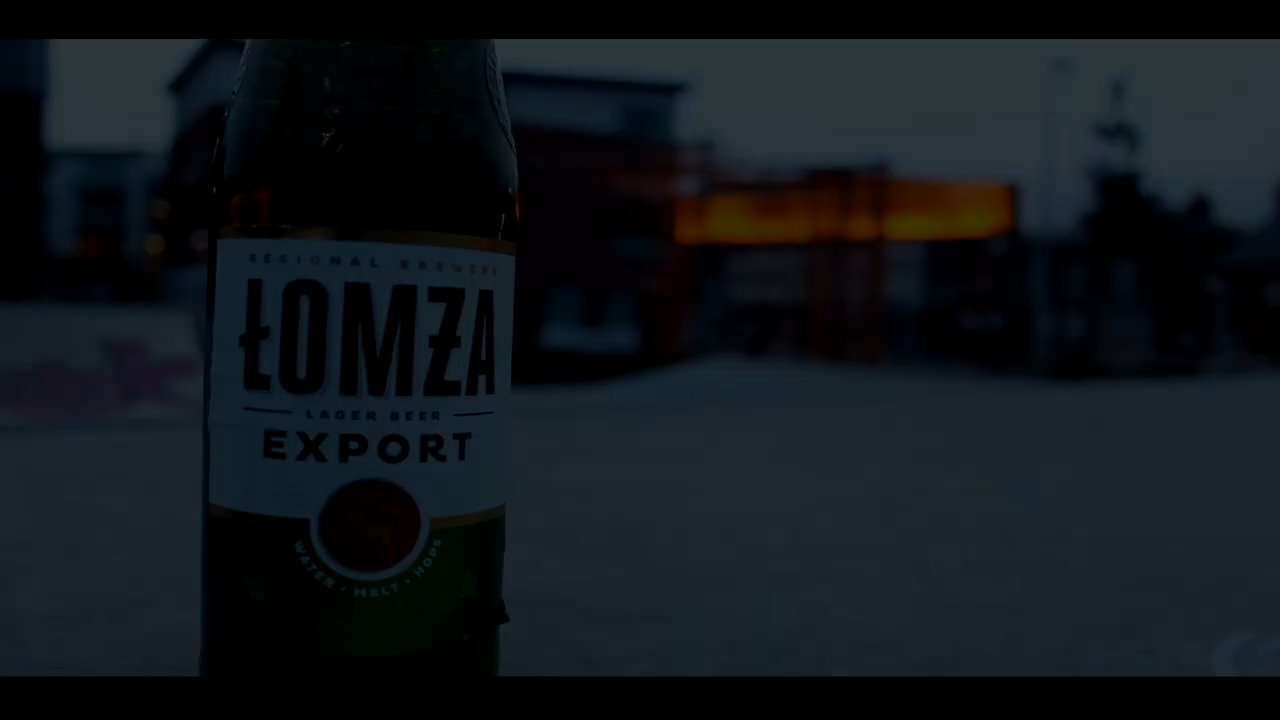 REGIONAL BREWERY
ŁOMŻA
LAGER BEER
EXPORT
WATER • MALT • HOPS